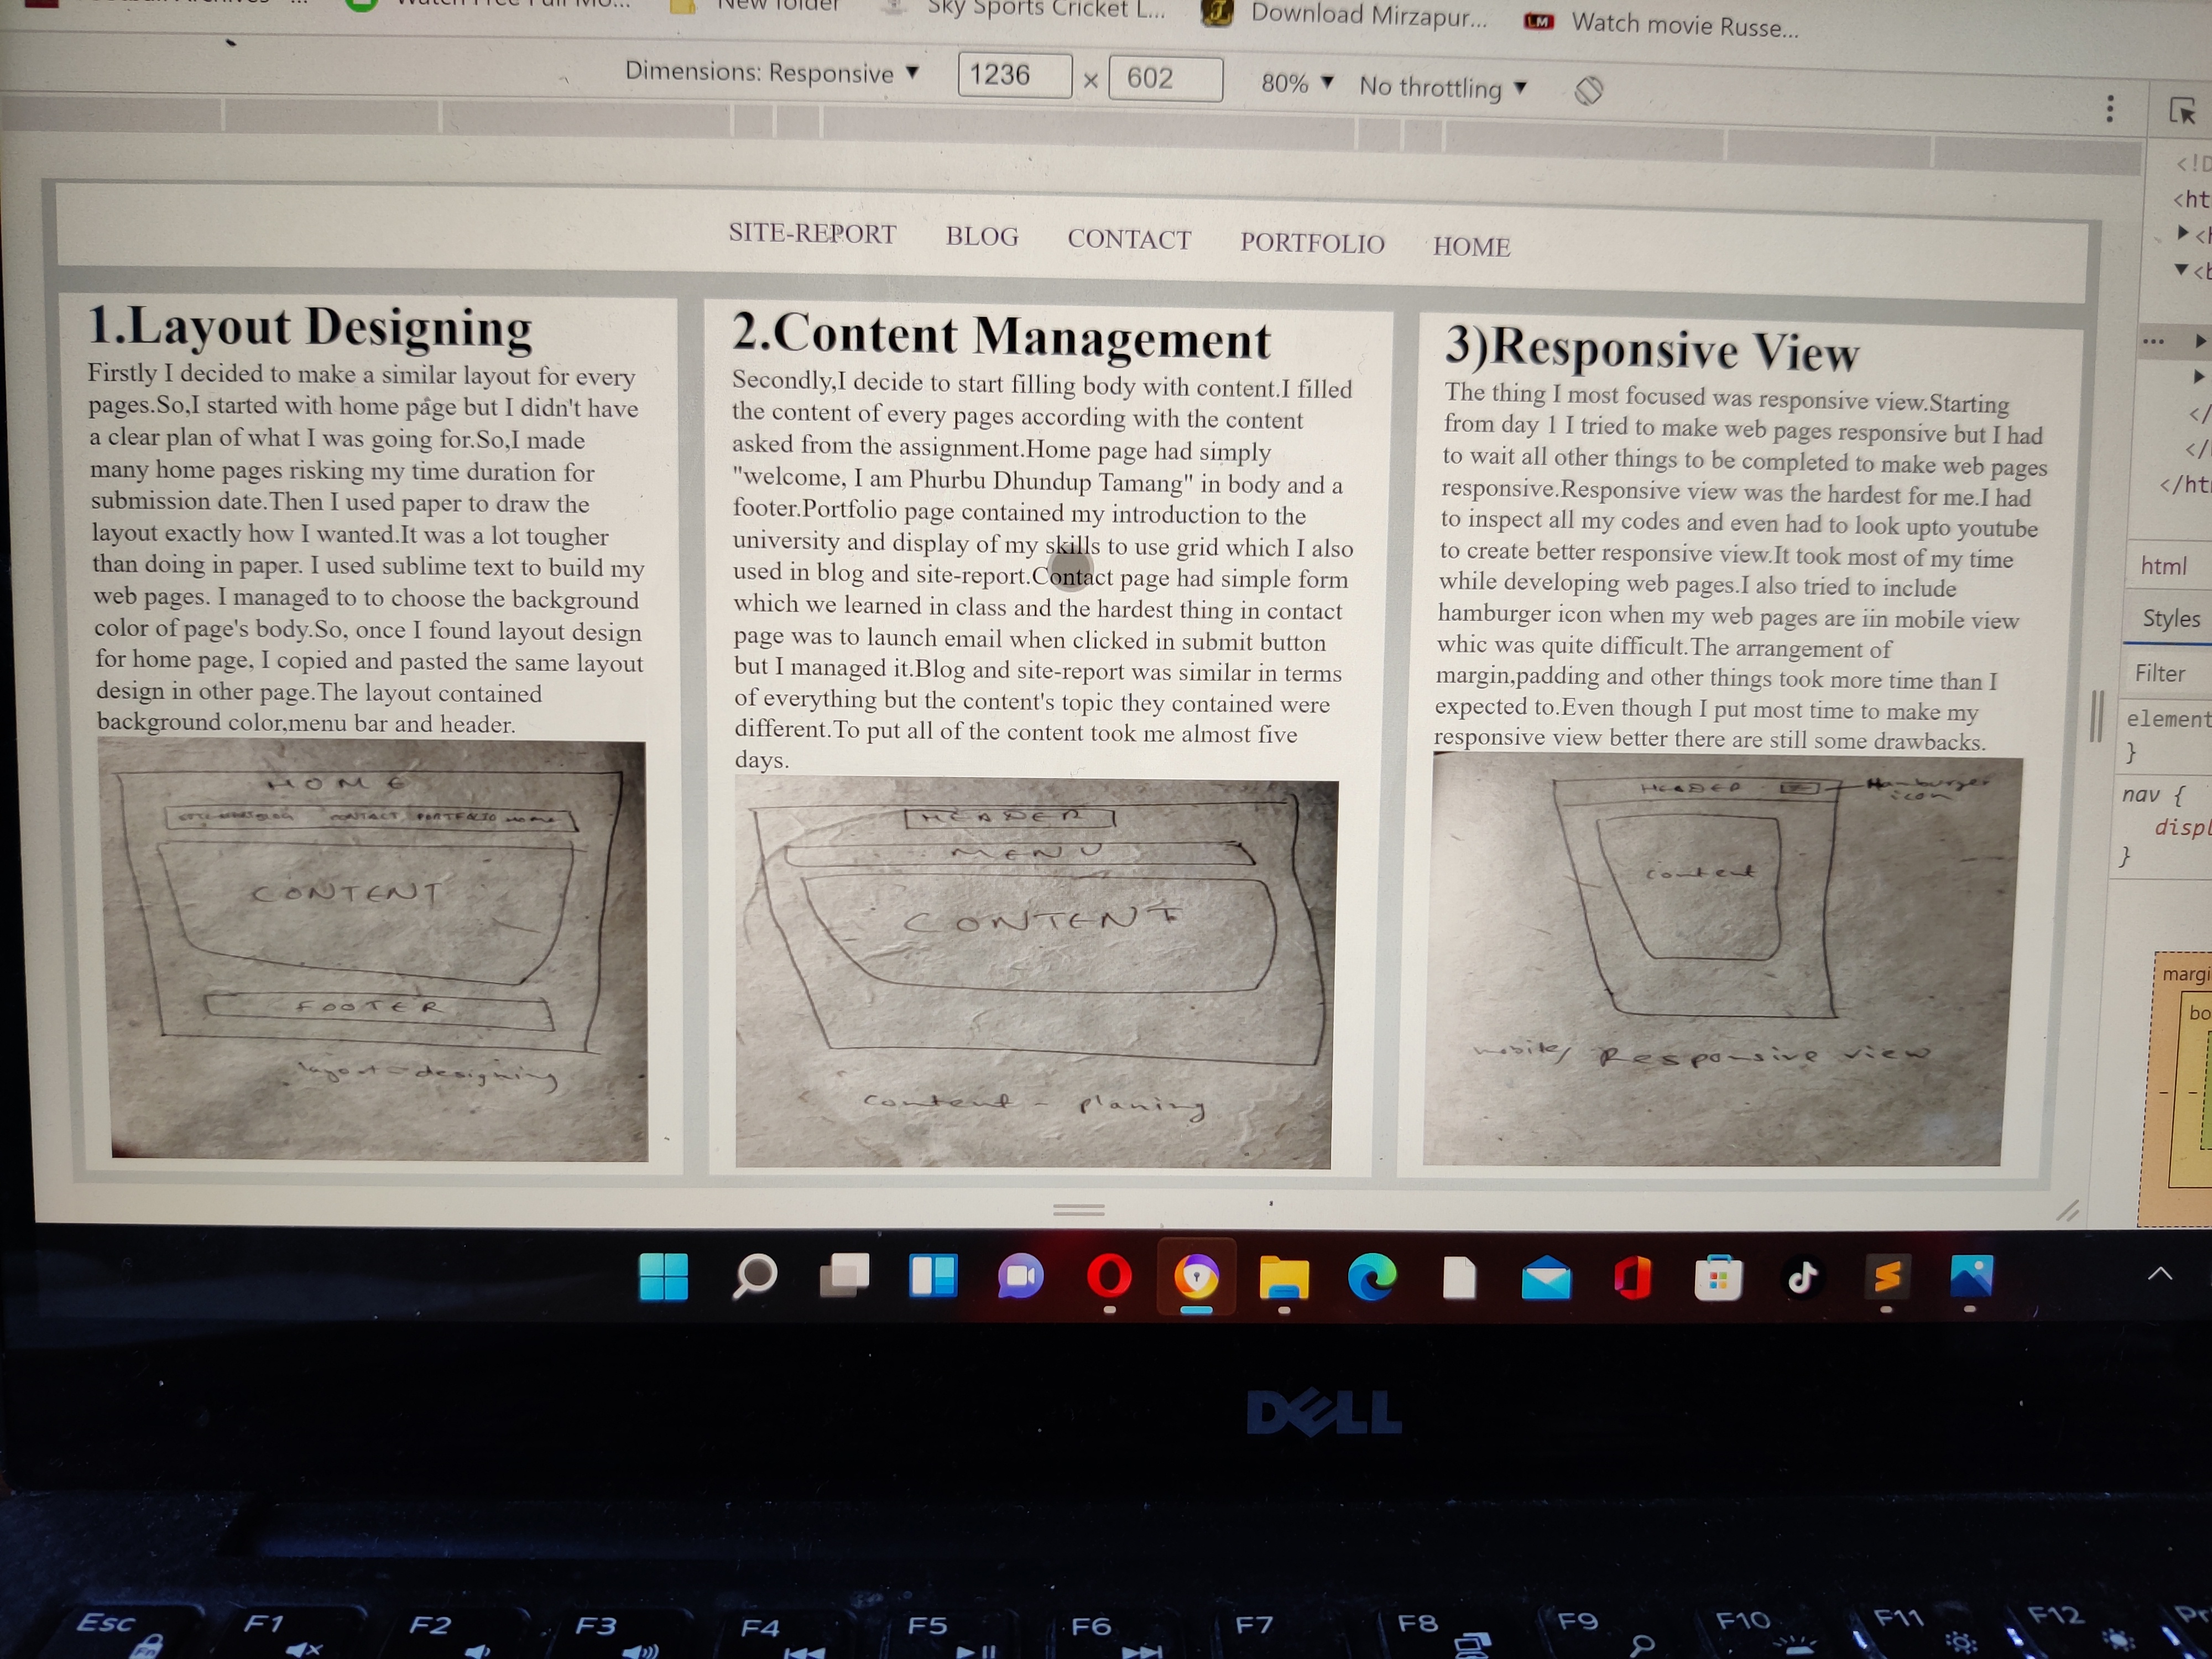 Watch Free Full Mo...
New folder
Sky Sports Cricket L...
Download Mirzapur...
Watch movie Russe...
Dimensions: Responsive ▼ 1236 x 602 80% ▼ No throttling ▼
SITE-REPORT BLOG CONTACT PORTFOLIO HOME
1.Layout Designing
Firstly I decided to make a similar layout for every
pages.So,I started with home page but I didn't have
a clear plan of what I was going for.So,I made
many home pages risking my time duration for
submission date.Then I used paper to draw the
layout exactly how I wanted.It was a lot tougher
than doing in paper. I used sublime text to build my
web pages. I managed to to choose the background
color of page's body.So, once I found layout design
for home page, I copied and pasted the same layout
design in other page.The layout contained
background color,menu bar and header.
HOME
CONTACT PORTFOLIO HOME
CONTENT
FOOTER
layout-designing
2.Content Management
Secondly,I decide to start filling body with content.I filled
the content of every pages according with the content
asked from the assignment.Home page had simply
"welcome, I am Phurbu Dhundup Tamang" in body and a
footer.Portfolio page contained my introduction to the
university and display of my skills to use grid which I also
used in blog and site-report.Contact page had simple form
which we learned in class and the hardest thing in contact
page was to launch email when clicked in submit button
but I managed it.Blog and site-report was similar in terms
of everything but the content's topic they contained were
different.To put all of the content took me almost five
days.
HEADER
MENU
CONTENT
content - planing
3)Responsive View
The thing I most focused was responsive view.Starting
from day 1 I tried to make web pages responsive but I had
to wait all other things to be completed to make web pages
responsive.Responsive view was the hardest for me.I had
to inspect all my codes and even had to look upto youtube
to create better responsive view.It took most of my time
while developing web pages.I also tried to include
hamburger icon when my web pages are iin mobile view
whic was quite difficult.The arrangement of
margin,padding and other things took more time than I
expected to.Even though I put most time to make my
responsive view better there are still some drawbacks.
HEADER
Hamburger
icon
content
mobile/ Responsive view
<!D
<ht
▶<h
▼<b
</
</ht
html
Styles
Filter
element
}
nav {
displ
}
margi
bo
DELL
Esc F1 F2 F3 F4 F5 F6 F7 F8 F9 F10 F11 F12 Pr